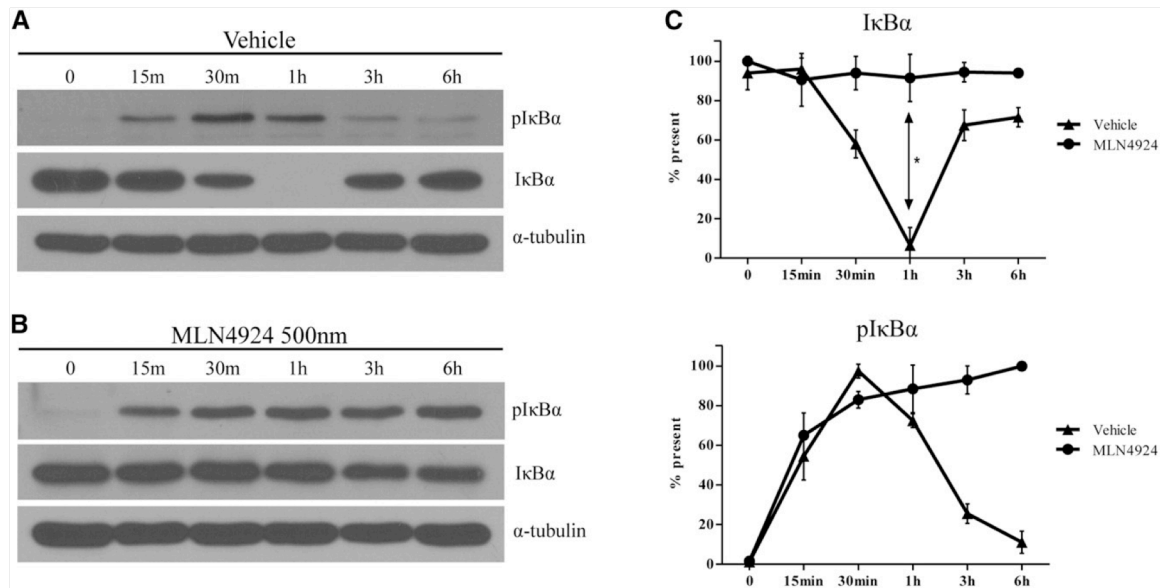 A
Vehicle
0 15m 30m 1h 3h 6h
pIκBα
IκBα
α-tubulin
B
MLN4924 500nm
0 15m 30m 1h 3h 6h
pIκBα
IκBα
α-tubulin
C
IκBα
% present
100
80
60
40
20
0
*
0 15min 30min 1h 3h 6h
Vehicle
MLN4924
pIκBα
% present
100
80
60
40
20
0
0 15min 30min 1h 3h 6h
Vehicle
MLN4924